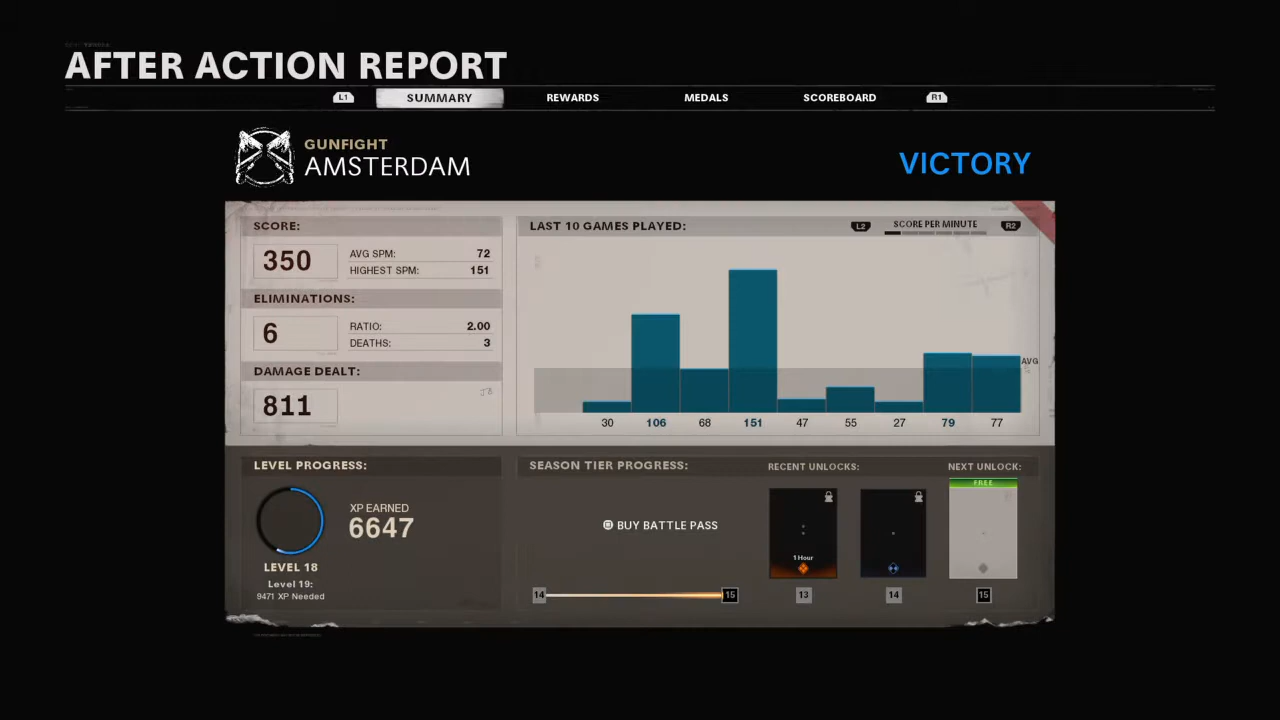 AFTER ACTION REPORT
L1 SUMMARY REWARDS MEDALS SCOREBOARD R1
GUNFIGHT
AMSTERDAM
VICTORY
SCORE:
350
AVG SPM: 72
HIGHEST SPM: 151
ELIMINATIONS:
6
RATIO: 2.00
DEATHS: 3
DAMAGE DEALT:
811
LAST 10 GAMES PLAYED:
L2 SCORE PER MINUTE R2
AVG
30 106 68 151 47 55 27 79 77
LEVEL PROGRESS:
XP EARNED
6647
LEVEL 18
Level 19:
9471 XP Needed
SEASON TIER PROGRESS:
BUY BATTLE PASS
14 15
RECENT UNLOCKS:
1 Hour
13 14
NEXT UNLOCK:
FREE
15